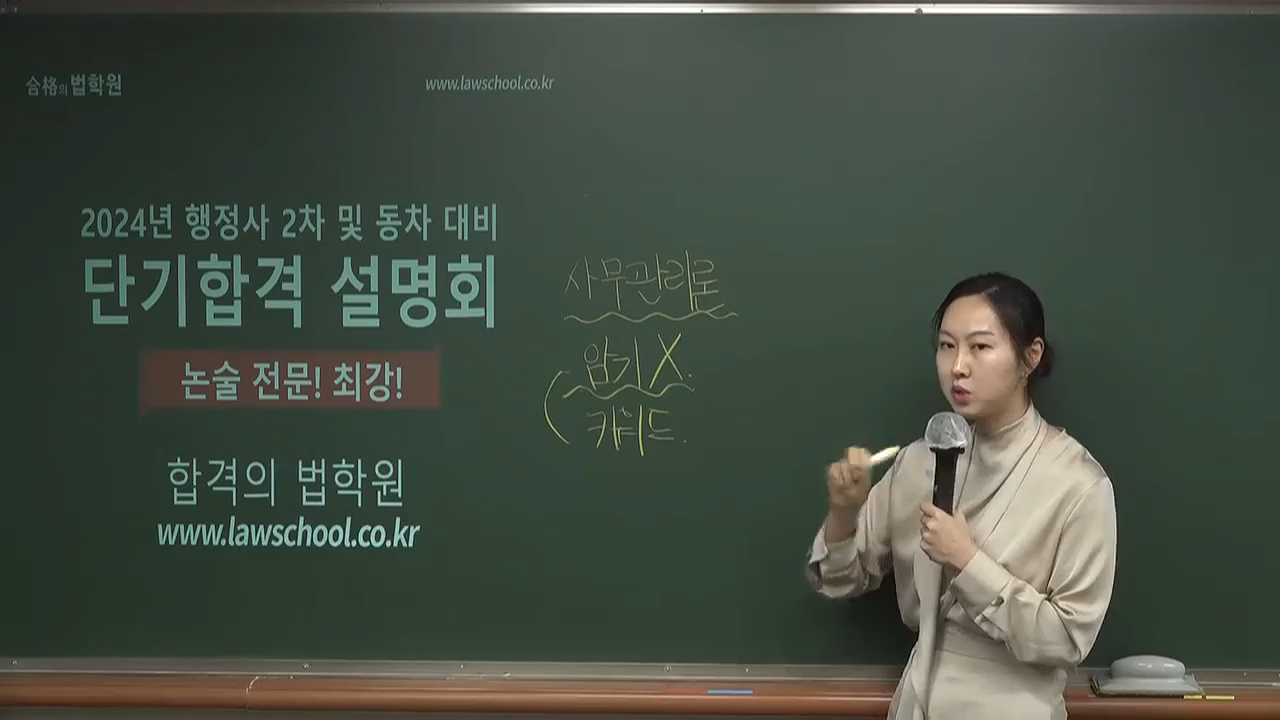 合格의 법학원
www.lawschool.co.kr
2024년 행정사 2차 및 동차 대비
단기합격 설명회
논술 전문! 최강!
합격의 법학원
www.lawschool.co.kr
사무관리론
암기 X.
키워드.